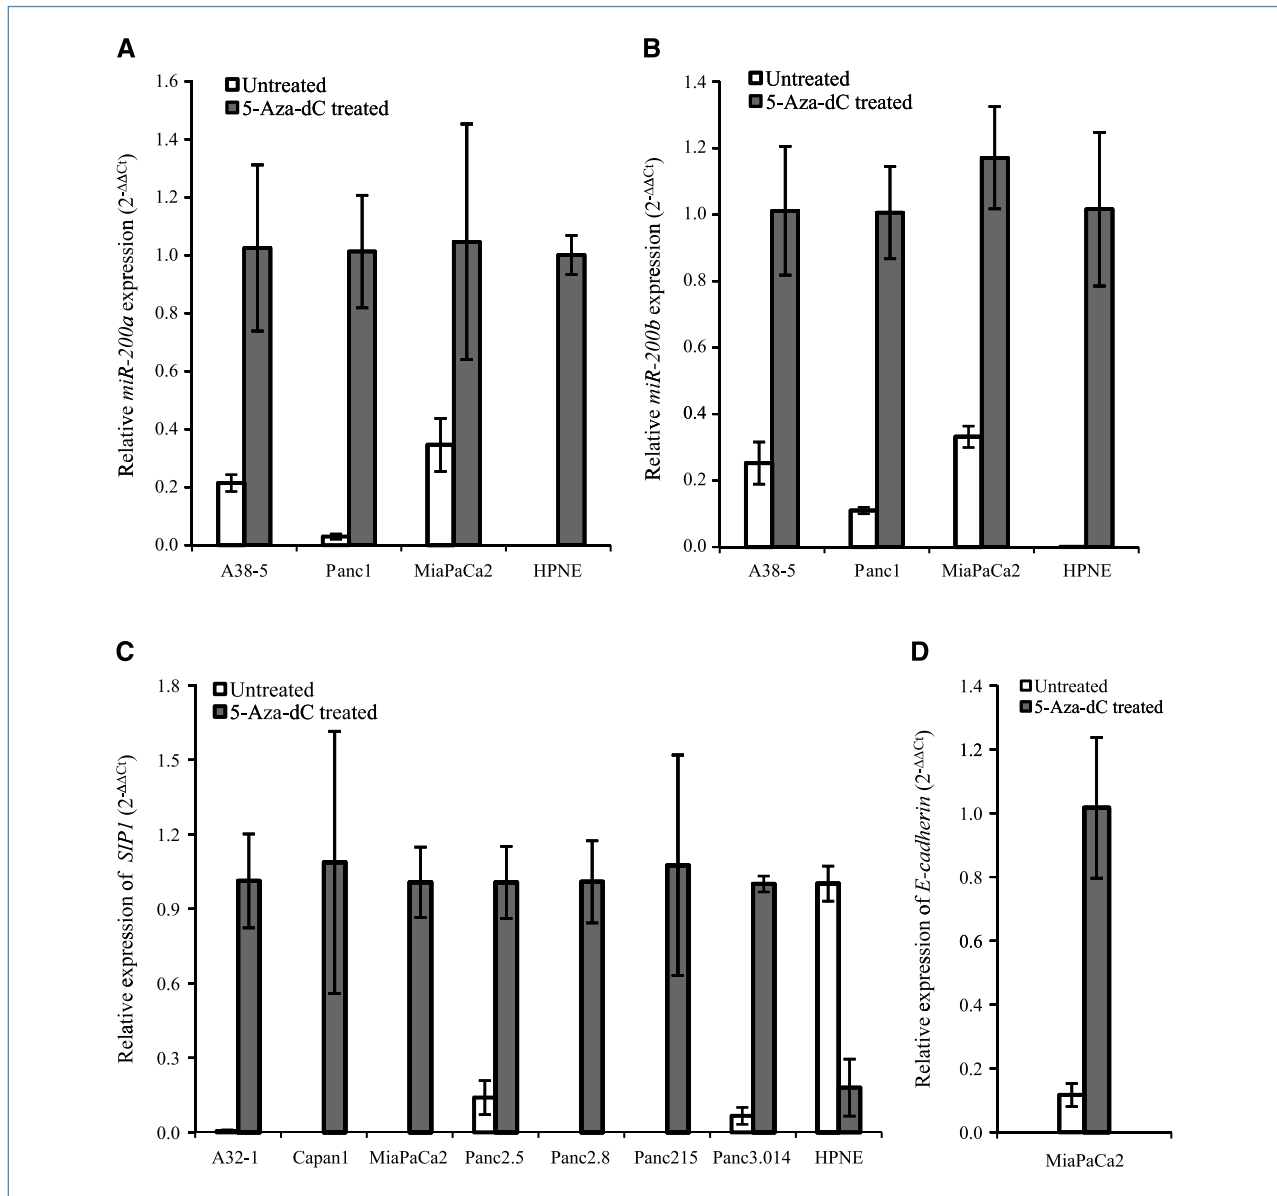 A
Untreated
5-Aza-dC treated
Relative miR-200a expression (2-ΔΔCt)
1.6
1.4
1.2
1.0
0.8
0.6
0.4
0.2
0.0
A38-5 Panc1 MiaPaCa2 HPNE
B
Untreated
5-Aza-dC treated
Relative miR-200b expression (2-ΔΔCt)
1.4
1.2
1.0
0.8
0.6
0.4
0.2
0.0
A38-5 Panc1 MiaPaCa2 HPNE
C
Untreated
5-Aza-dC treated
Relative expression of SIP1 (2-ΔΔCt)
1.8
1.5
1.2
0.9
0.6
0.3
0.0
A32-1 Capan1 MiaPaCa2 Panc2.5 Panc2.8 Panc215 Panc3.014 HPNE
D
Untreated
5-Aza-dC treated
Relative expression of E-cadherin (2-ΔΔCt)
1.4
1.2
1.0
0.8
0.6
0.4
0.2
0.0
MiaPaCa2